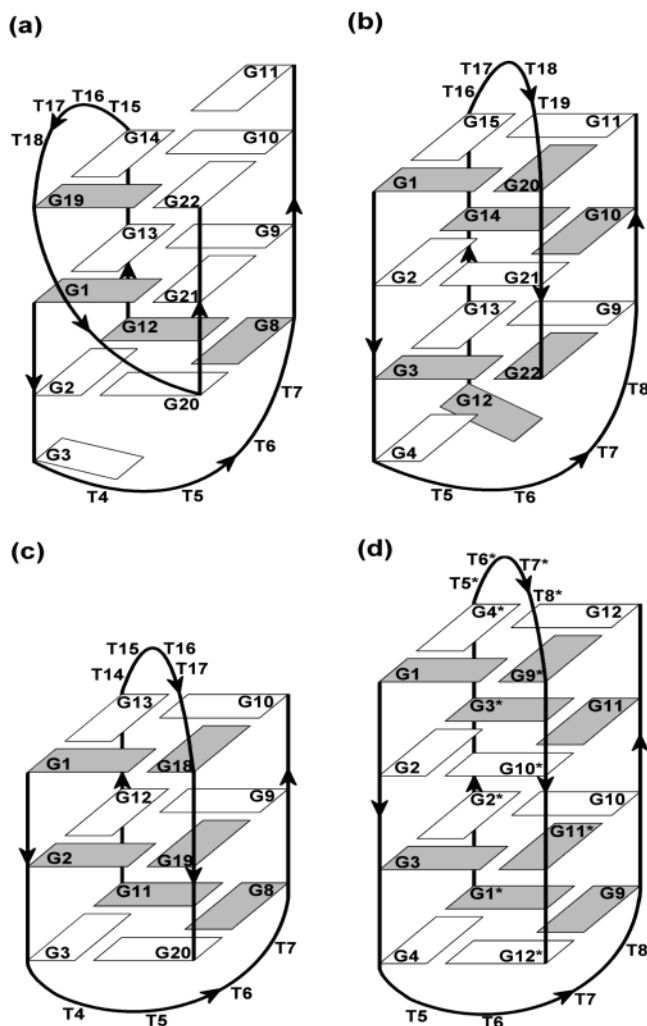 (a)
G11
T17 T16 T15
T18
G14
G10
G19
G22
G13
G9
G1
G21
G12
G8
G2
G20
T7
G3
T6
T4
T5
(b)
T17 T18
T16
T19
G15
G11
G1
G20
G14
G10
G2
G21
G13
G9
G3
G22
G12
T8
G4
T7
T5
T6
(c)
T15 T16
T14
T17
G13
G10
G1
G18
G12
G9
G2
G19
G11
G8
G3
G20
T7
T6
T4
T5
(d)
T6* T7*
T5*
T8*
G4*
G12
G1
G9*
G3*
G11
G2
G10*
G2*
G10
G3
G11*
G1*
G9
G4
G12*
T8
T5
T6
T7